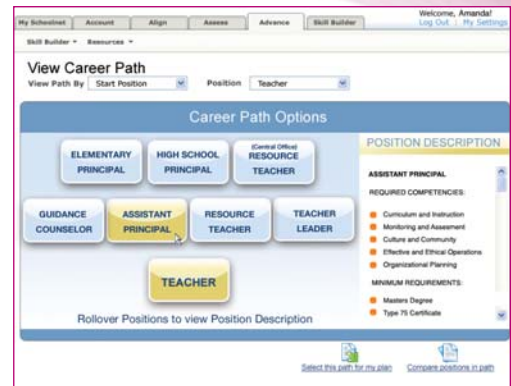 Welcome, Amanda!
My Schoolnet Account Align Assess Advance Skill Builder Log Out | My Settings
Skill Builder Resources
View Career Path
View Path By Start Position Position Teacher
Career Path Options
ELEMENTARY PRINCIPAL
HIGH SCHOOL PRINCIPAL
(Central Office) RESOURCE TEACHER
GUIDANCE COUNSELOR
ASSISTANT PRINCIPAL
RESOURCE TEACHER
TEACHER LEADER
TEACHER
Rollover Positions to view Position Description
POSITION DESCRIPTION
ASSISTANT PRINCIPAL
REQUIRED COMPETENCIES:
Curriculum and Instruction
Monitoring and Assessment
Culture and Community
Effective and Ethical Operations
Organizational Planning
MINIMUM REQUIREMENTS:
Masters Degree
Type 75 Certificate
Select this path for my plan
Compare positions in path